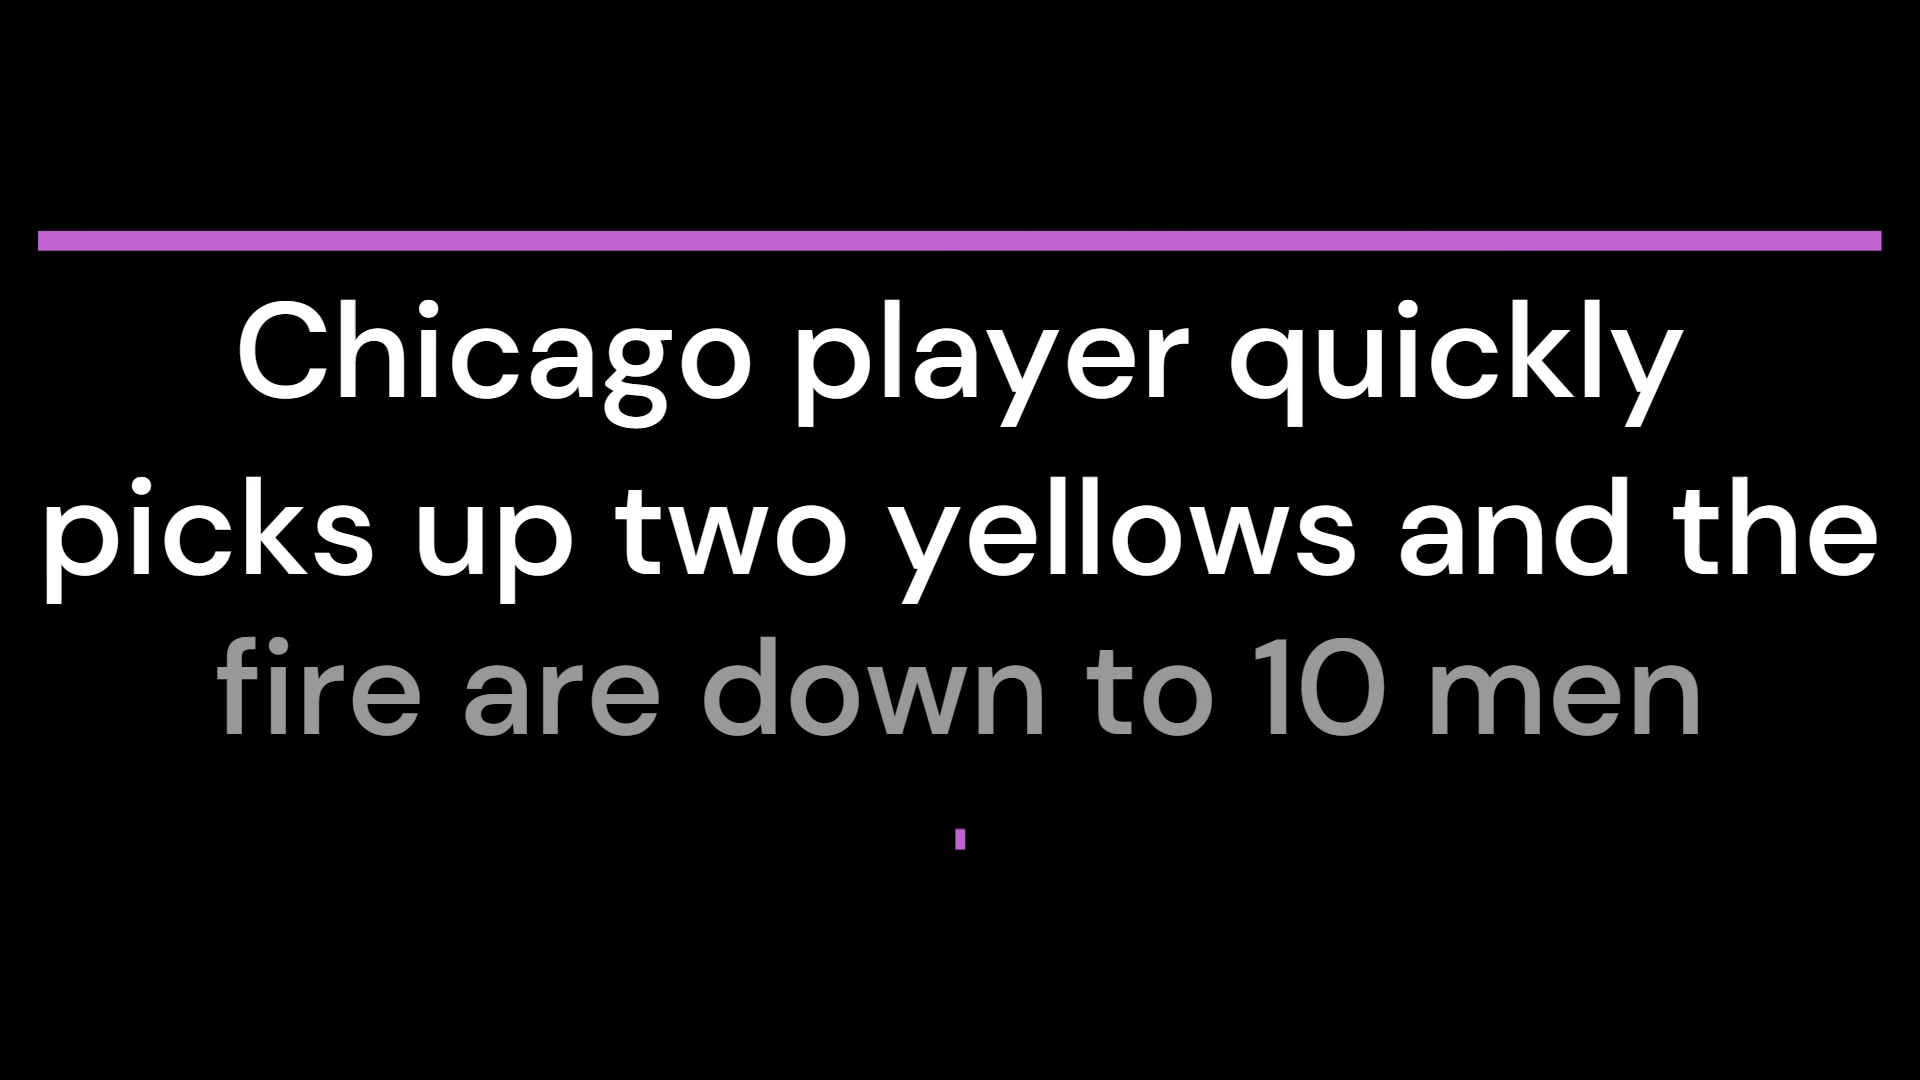 Chicago player quickly
picks up two yellows and the
fire are down to 10 men